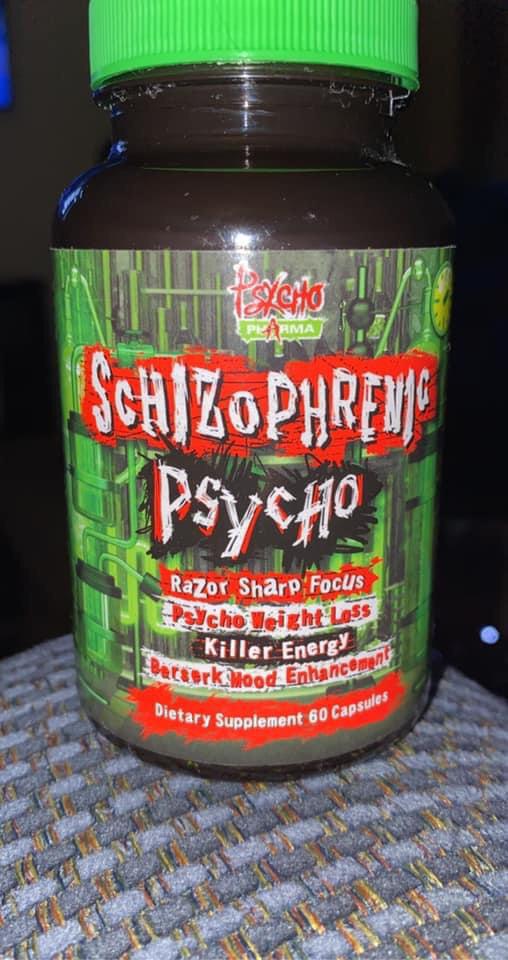 PSYCHO
PHARMA
SCHIZOPHRENIC
PSYCHO
Razor Sharp Focus
Psycho Weight Loss
Killer Energy
Berserk Mood Enhancement
Dietary Supplement 60 Capsules